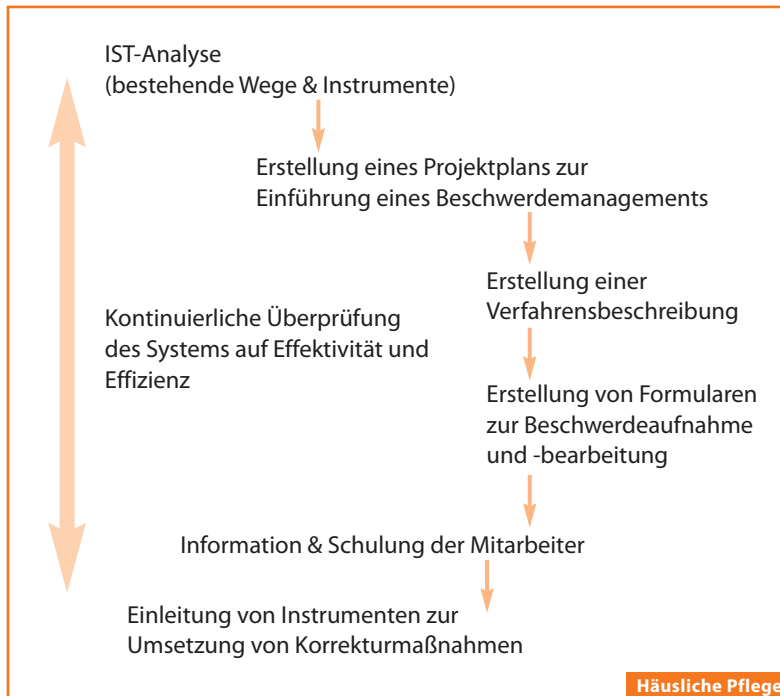 IST-Analyse
(bestehende Wege & Instrumente)
Erstellung eines Projektplans zur
Einführung eines Beschwerdemanagements
Erstellung einer
Verfahrensbeschreibung
Kontinuierliche Überprüfung
des Systems auf Effektivität und
Effizienz
Erstellung von Formularen
zur Beschwerdeaufnahme
und -bearbeitung
Information & Schulung der Mitarbeiter
Einleitung von Instrumenten zur
Umsetzung von Korrekturmaßnahmen
Häusliche Pflege